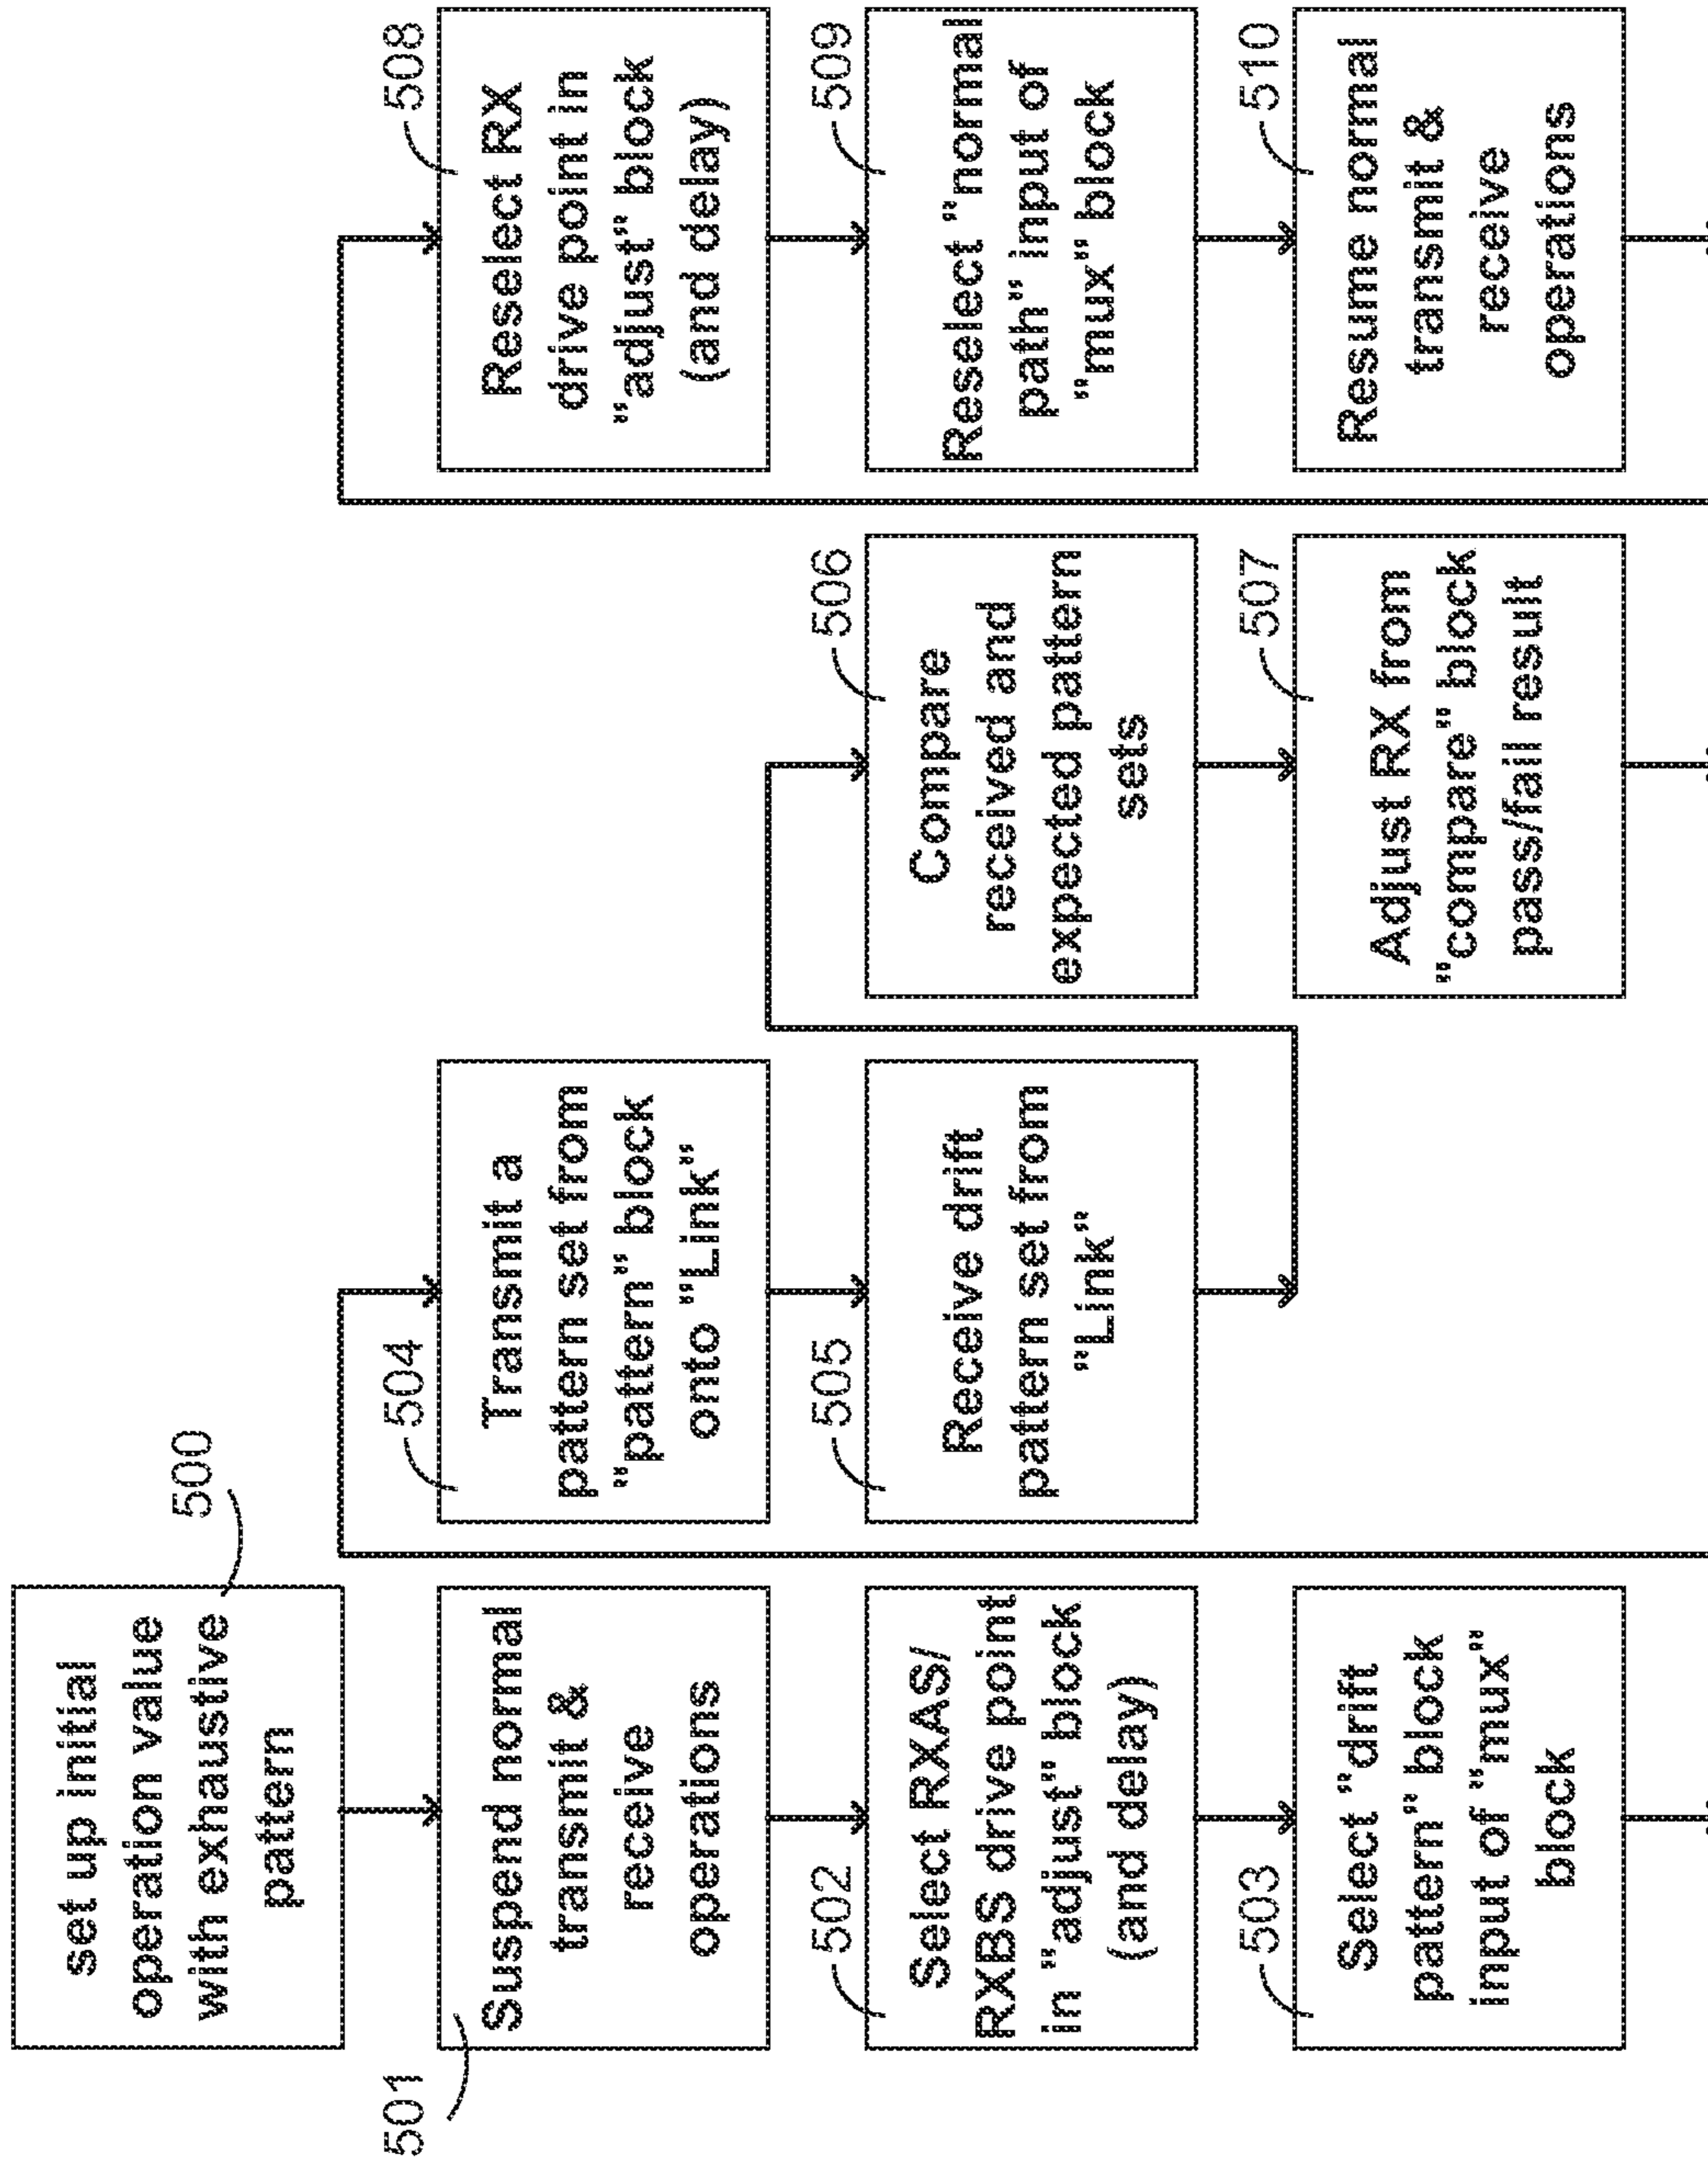 500
set up initial
operation value
with exhaustive
pattern
501
Suspend normal
transmit &
receive
operations
502
Select RXAS/
RXBS drive point
in "adjust" block
(and delay)
503
Select "drift
pattern" block
input of "mux"
block
504
Transmit a
pattern set from
"pattern" block
onto "Link"
505
Receive drift
pattern set from
"Link"
506
Compare
received and
expected pattern
sets
507
Adjust RX from
"compare" block
pass/fail result
508
Reselect RX
drive point in
"adjust" block
(and delay)
509
Reselect "normal
path" input of
"mux" block
510
Resume normal
transmit &
receive
operations